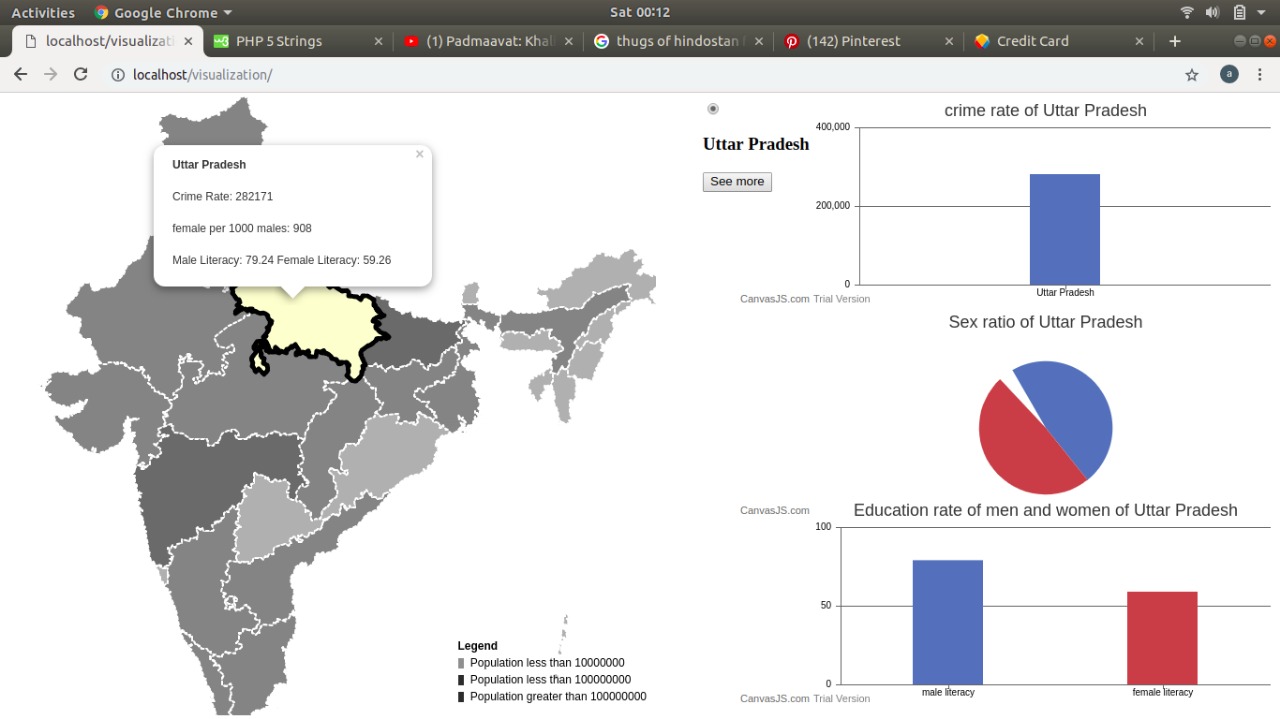 Activities Google Chrome Sat 00:12
localhost/visualizati PHP 5 Strings (1) Padmaavat: Khal thugs of hindostan f (142) Pinterest Credit Card
localhost/visualization/ a
Uttar Pradesh
Crime Rate: 282171
female per 1000 males: 908
Male Literacy: 79.24 Female Literacy: 59.26
Legend
Population less than 10000000
Population less than 100000000
Population greater than 100000000
Uttar Pradesh
See more
crime rate of Uttar Pradesh
400,000
200,000
0
Uttar Pradesh
CanvasJS.com Trial Version
Sex ratio of Uttar Pradesh
CanvasJS.com
Education rate of men and women of Uttar Pradesh
100
50
0
male literacy female literacy
CanvasJS.com Trial Version